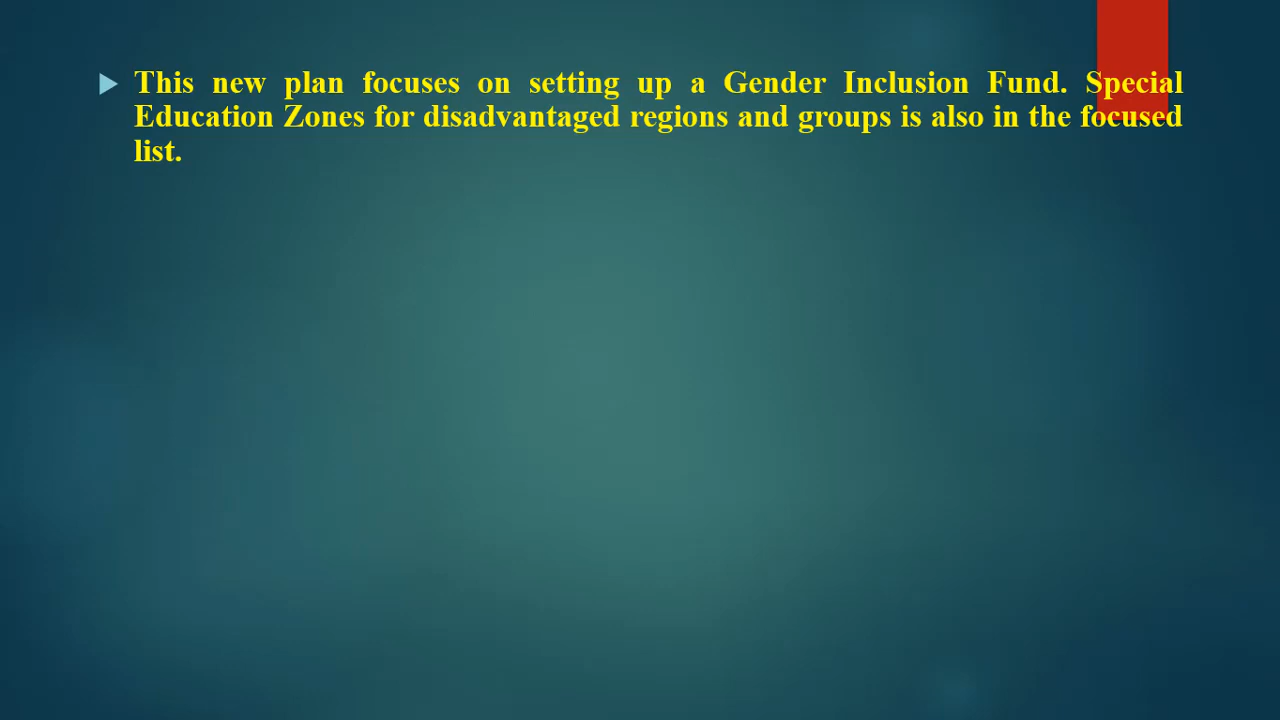 This new plan focuses on setting up a Gender Inclusion Fund. Special
Education Zones for disadvantaged regions and groups is also in the focused
list.